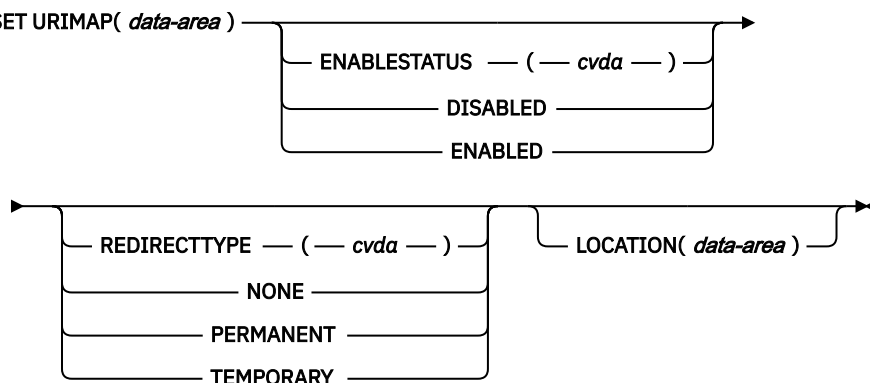 SET URIMAP( data-area )
ENABLESTATUS ( cvda )
DISABLED
ENABLED
REDIRECTTYPE ( cvda ) LOCATION( data-area )
NONE
PERMANENT
TEMPORARY